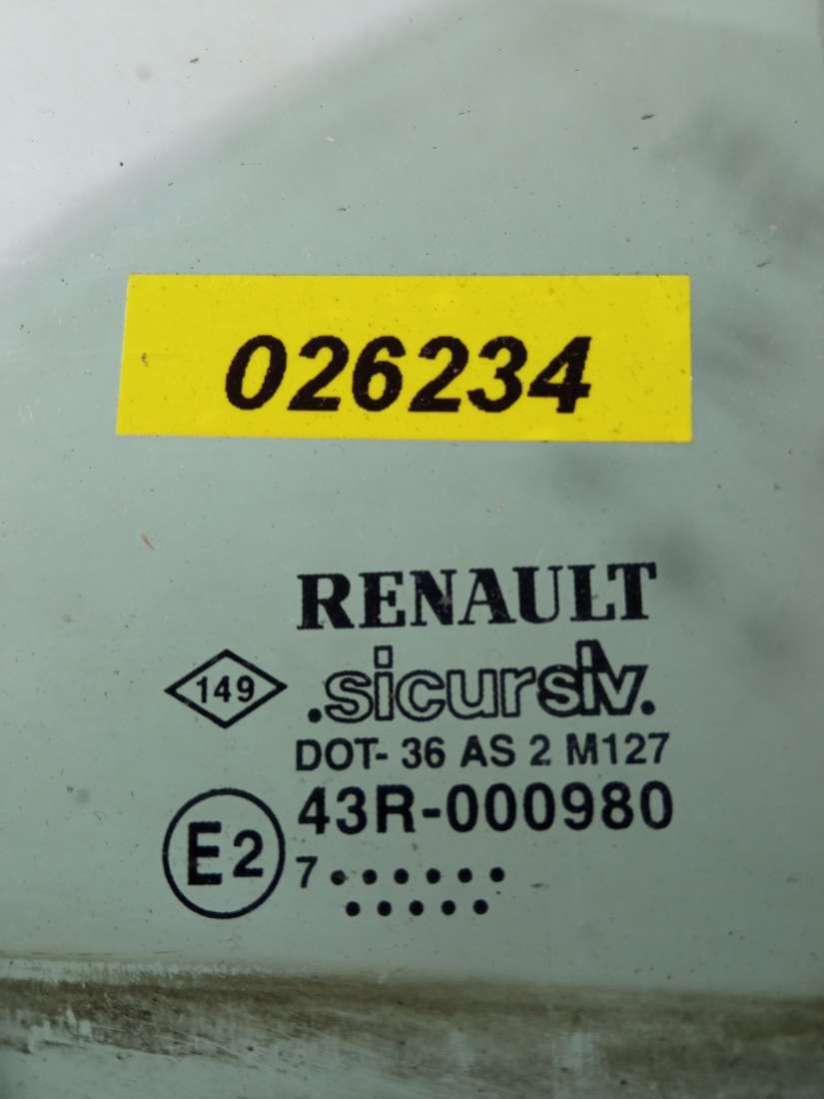 026234
RENAULT
149
.sicursiv.
DOT- 36 AS 2 M127
E2
43R-000980
7 • • • • • •
• • • • •